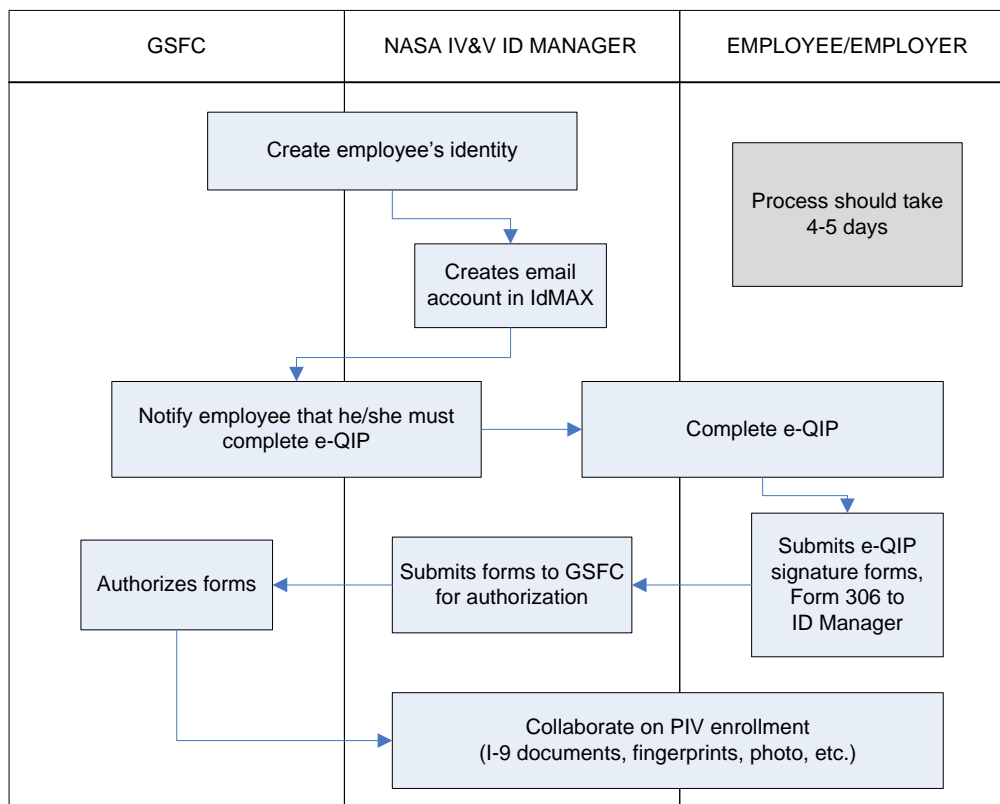 GSFC
NASA IV&V ID MANAGER
EMPLOYEE/EMPLOYER
Create employee's identity
Process should take
4-5 days
Creates email
account in IdMAX
Notify employee that he/she must
complete e-QIP
Complete e-QIP
Authorizes forms
Submits forms to GSFC
for authorization
Submits e-QIP
signature forms,
Form 306 to
ID Manager
Collaborate on PIV enrollment
(I-9 documents, fingerprints, photo, etc.)